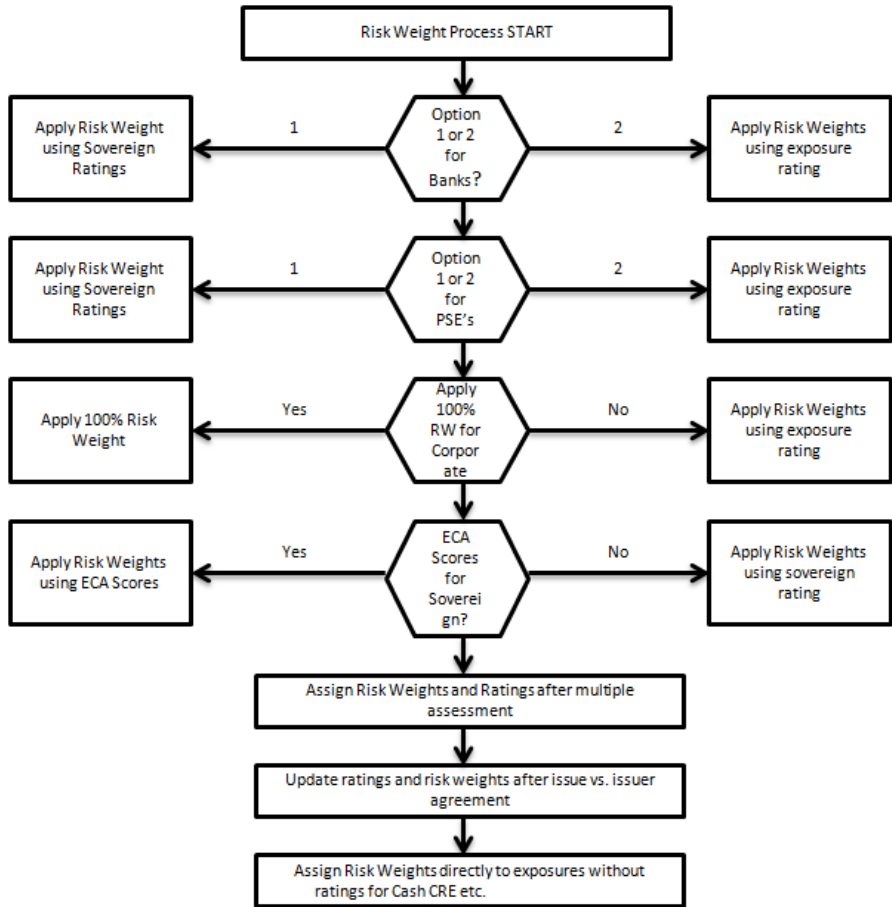 Risk Weight Process START
Apply Risk Weight
using Sovereign
Ratings
1
Option
1 or 2
for
Banks?
2
Apply Risk Weights
using exposure
rating
Apply Risk Weight
using Sovereign
Ratings
1
Option
1 or 2
for
PSE's
2
Apply Risk Weights
using exposure
rating
Apply 100% Risk
Weight
Yes
Apply
100%
RW for
Corpor
ate
No
Apply Risk Weights
using exposure
rating
Apply Risk Weights
using ECA Scores
Yes
ECA
Scores
for
Soverei
gn?
No
Apply Risk Weights
using sovereign
rating
Assign Risk Weights and Ratings after multiple
assessment
Update ratings and risk weights after issue vs. issuer
agreement
Assign Risk Weights directly to exposures without
ratings for Cash CRE etc.